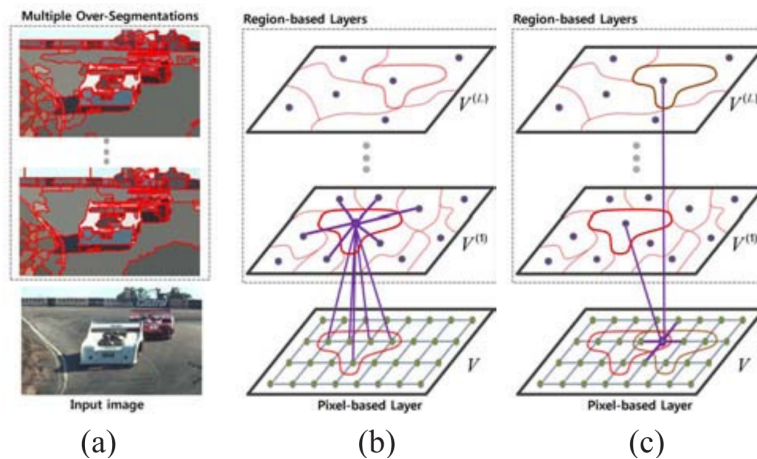 Multiple Over-Segmentations
Region-based Layers
Region-based Layers
V^(L)
V^(L)
V^(1)
V^(1)
V
V
Input image
Pixel-based Layer
Pixel-based Layer
(a)
(b)
(c)